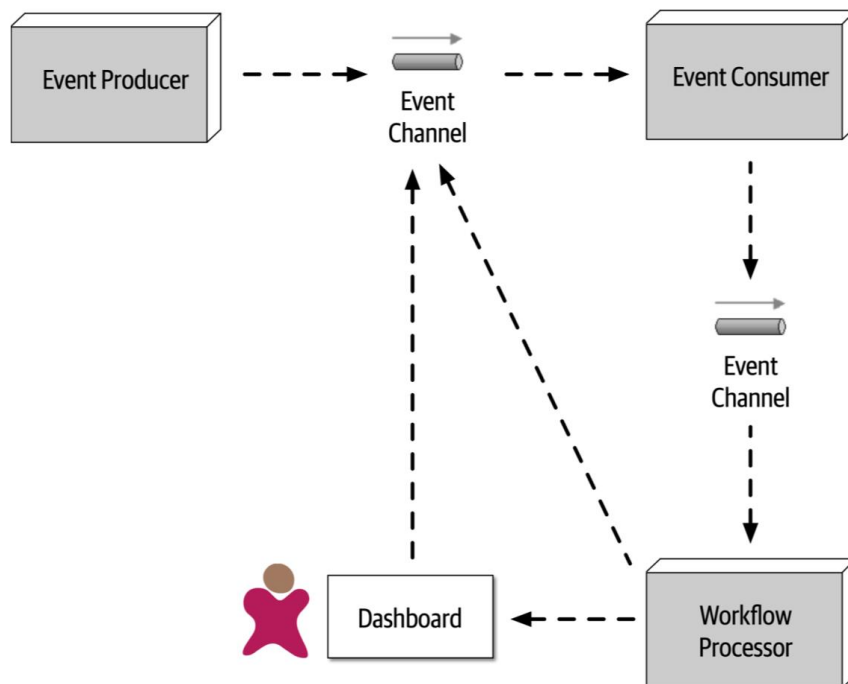 Event Producer
Event
Channel
Event Consumer
Event
Channel
Dashboard
Workflow
Processor